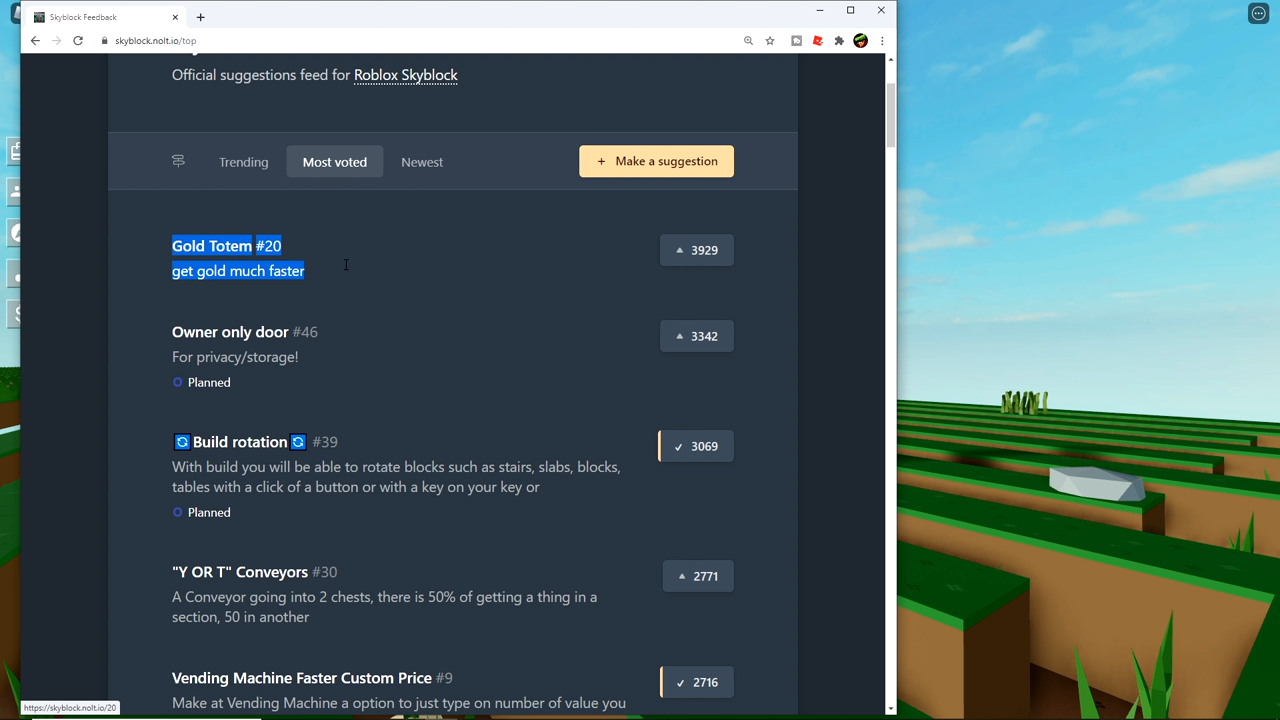 Skyblock Feedback
skyblock.nolt.io/top
Official suggestions feed for Roblox Skyblock
Trending
Most voted
Newest
+ Make a suggestion
Gold Totem #20
get gold much faster
3929
Owner only door #46
For privacy/storage!
Planned
3342
Build rotation #39
With build you will be able to rotate blocks such as stairs, slabs, blocks,
tables with a click of a button or with a key on your key or
Planned
3069
"Y OR T" Conveyors #30
A Conveyor going into 2 chests, there is 50% of getting a thing in a
section, 50 in another
2771
Vending Machine Faster Custom Price #9
Make at Vending Machine a option to just type on number of value you
2716
https://skyblock.nolt.io/20